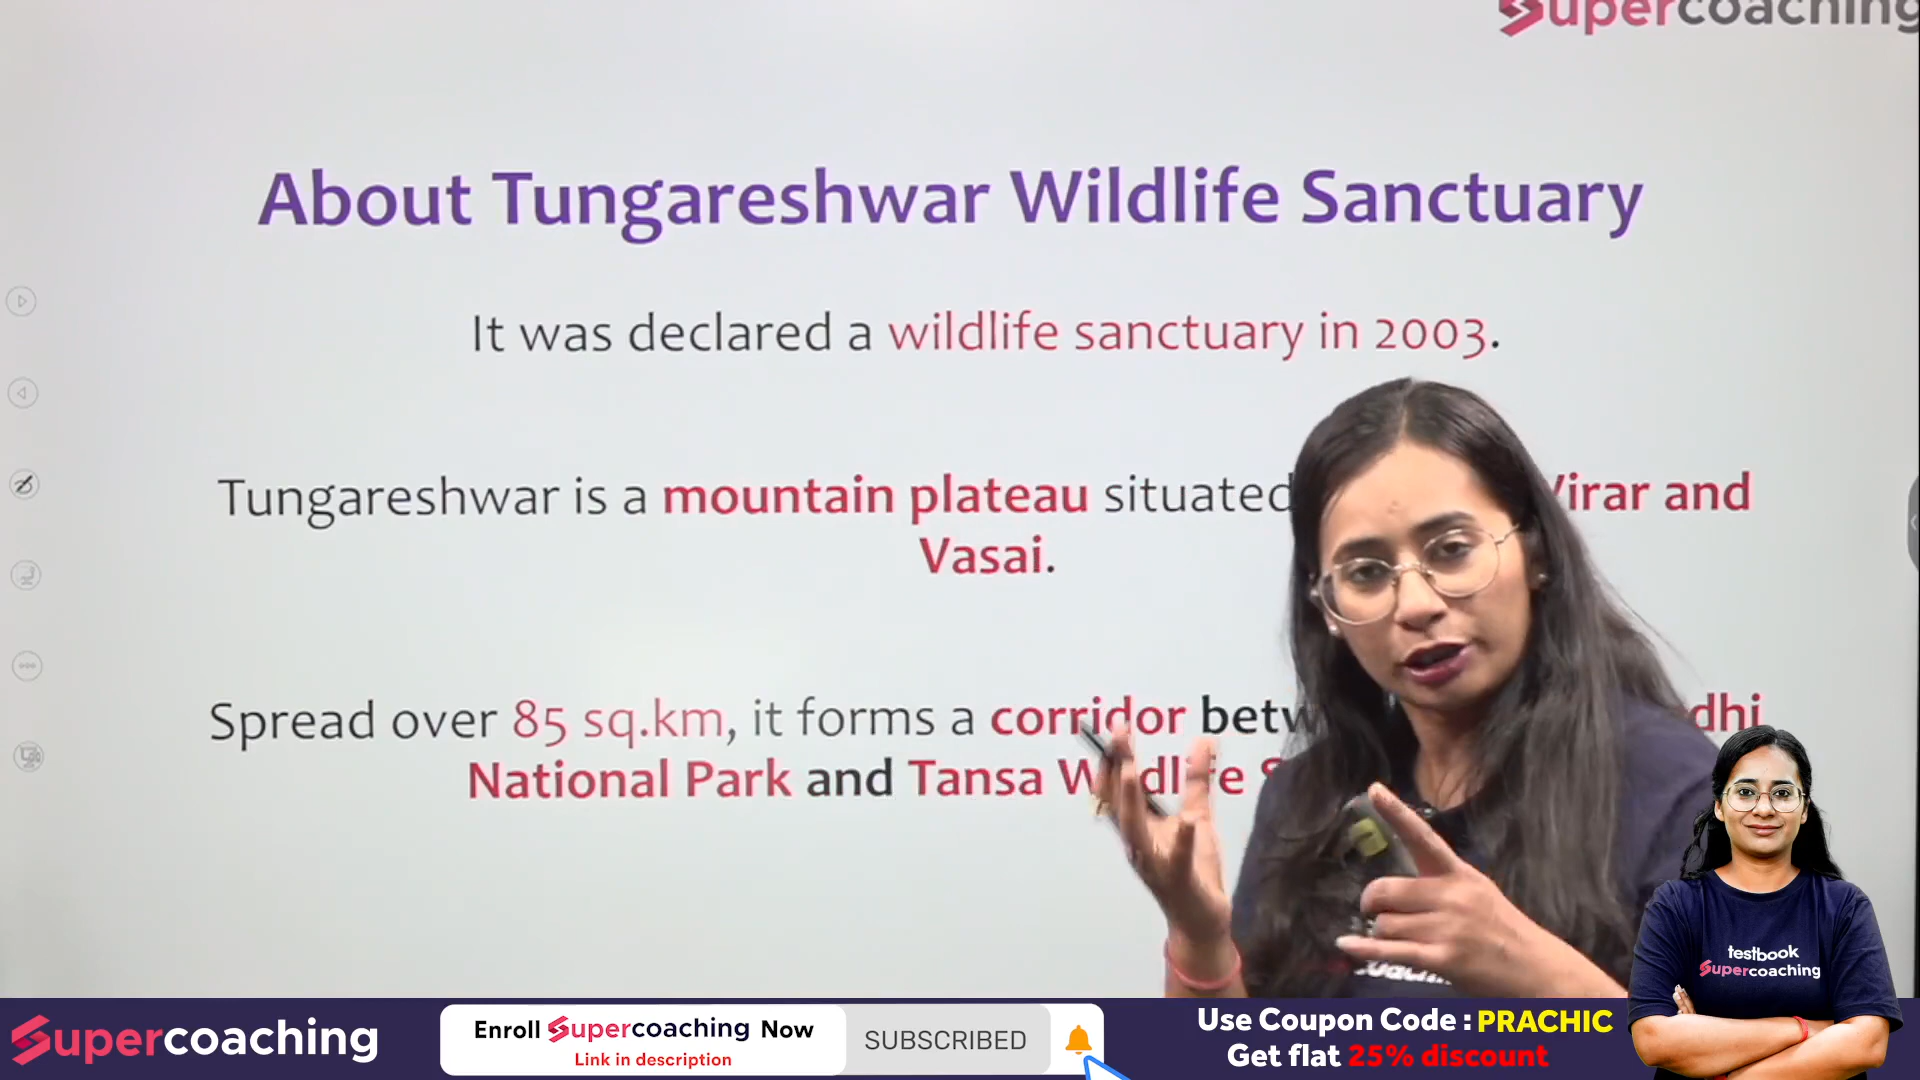 Supercoaching
About Tungareshwar Wildlife Sanctuary
It was declared a wildlife sanctuary in 2003.
Tungareshwar is a mountain plateau situated Virar and
Vasai.
Spread over 85 sq.km, it forms a corridor
National Park and Tansa
testbook
Supercoaching
Supercoaching
Enroll Supercoaching Now
Link in description
SUBSCRIBED
Use Coupon Code : PRACHIC
Get flat 25% discount